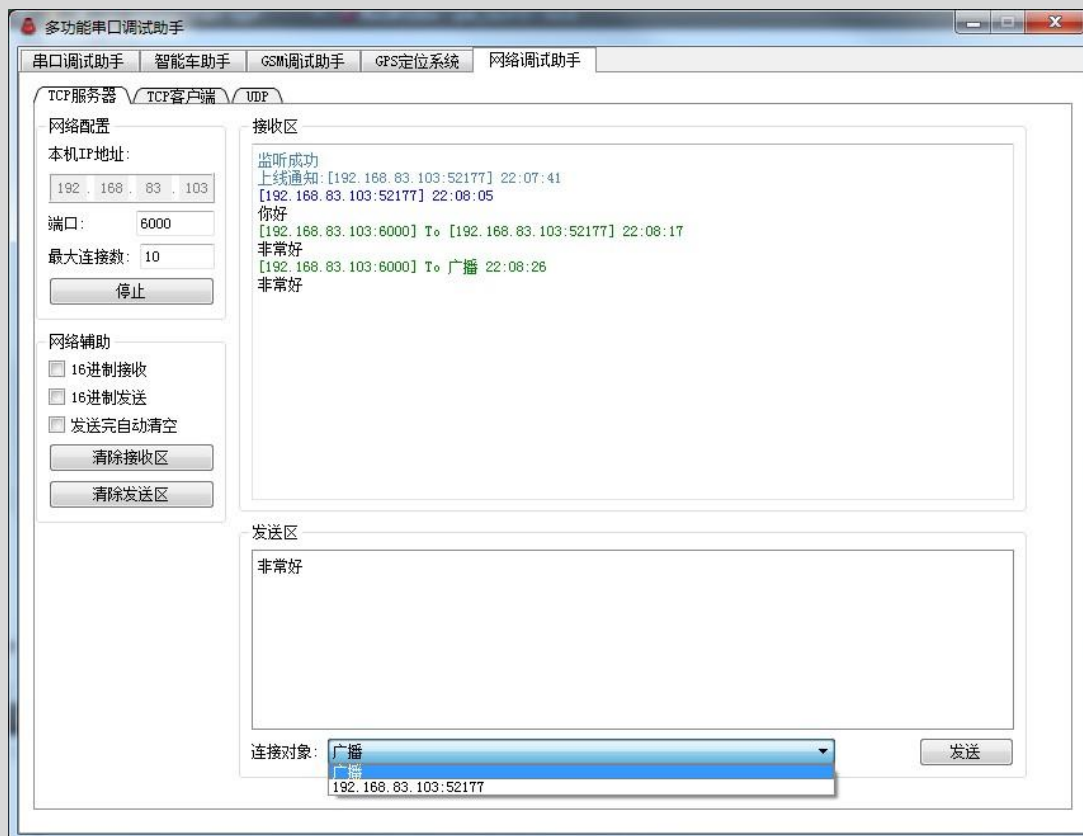 多功能串口调试助手
串口调试助手 智能车助手 GSM调试助手 GPS定位系统 网络调试助手
TCP服务器 TCP客户端 UDP
网络配置
本机IP地址:
192 . 168 . 83 . 103
端口: 6000
最大连接数: 10
停止
网络辅助
16进制接收
16进制发送
发送完自动清空
清除接收区
清除发送区
接收区
监听成功
上线通知:[192.168.83.103:52177] 22:07:41
[192.168.83.103:52177] 22:08:05
你好
[192.168.83.103:6000] To [192.168.83.103:52177] 22:08:17
非常好
[192.168.83.103:6000] To 广播 22:08:26
非常好
发送区
非常好
连接对象: 广播 发送
广播
192.168.83.103:52177